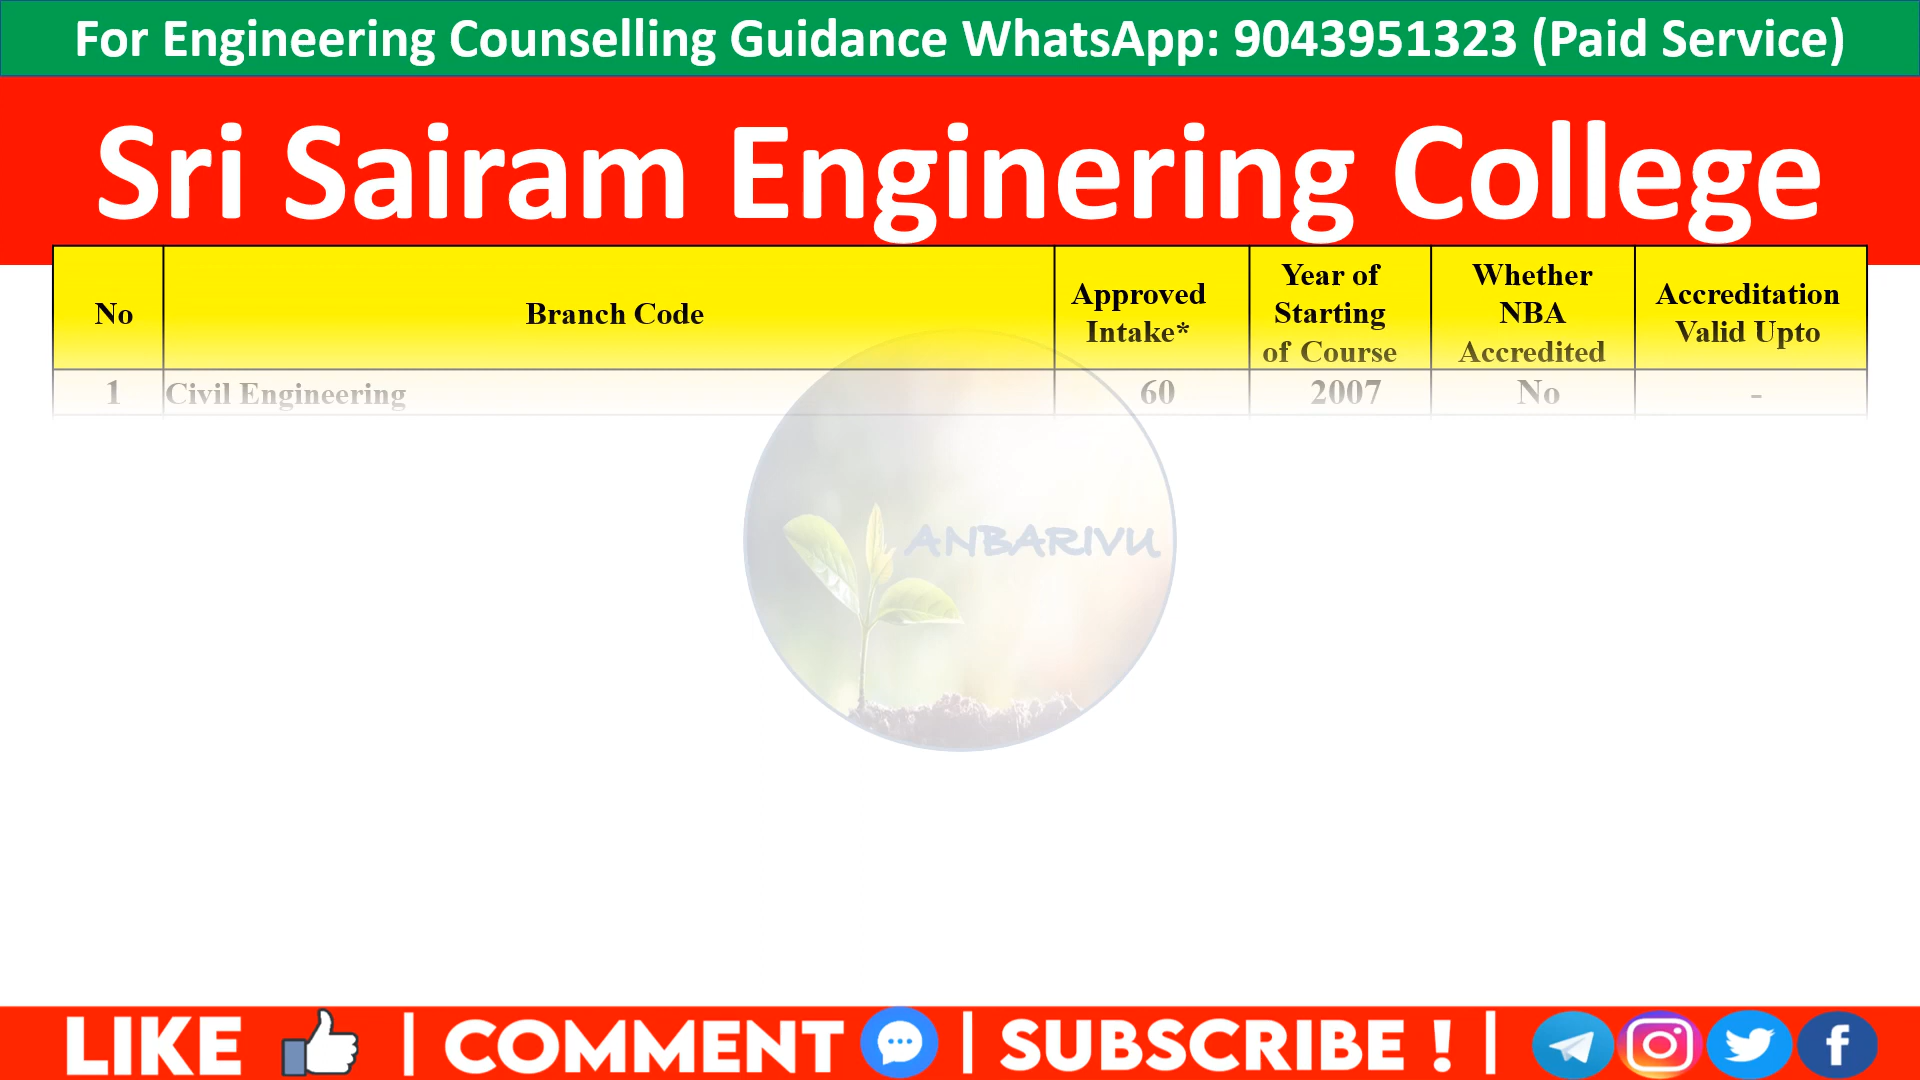 For Engineering Counselling Guidance WhatsApp: 9043951323 (Paid Service)
Sri Sairam Enginering College
No Branch Code Approved Intake* Year of Starting of Course Whether NBA Accredited Accreditation Valid Upto
1 Civil Engineering 60 2007 No -
ANBARIVU
LIKE | COMMENT | SUBSCRIBE ! |